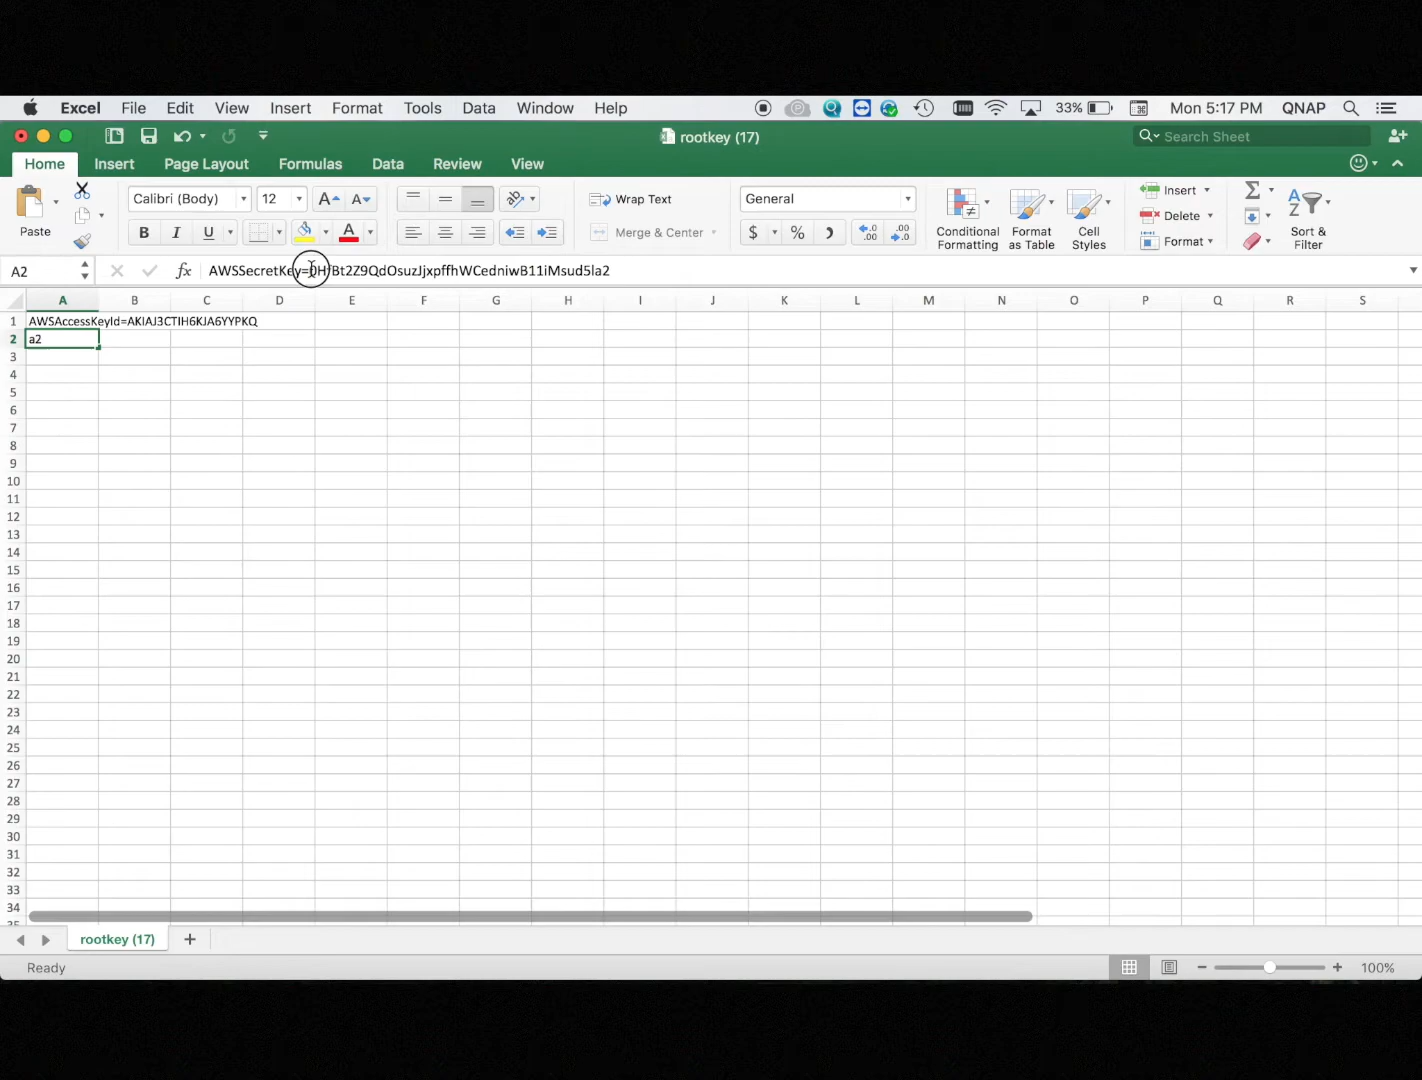 Excel File Edit View Insert Format Tools Data Window Help 33% Mon 5:17 PM QNAP
rootkey (17)
Search Sheet
Home Insert Page Layout Formulas Data Review View
Paste
Calibri (Body) 12
Wrap Text
Merge & Center
General
Conditional Formatting
Format as Table
Cell Styles
Insert
Delete
Format
Sort & Filter
A2 fx
A B C D E F G H I J K L M N O P Q R S
1 AWSAccessKeyId=AKIAJ3CTIH6KJA6YYPKQ
2 a2
3
4
5
6
7
8
9
10
11
12
13
14
15
16
17
18
19
20
21
22
23
24
25
26
27
28
29
30
31
32
33
34
rootkey (17)
Ready 100%